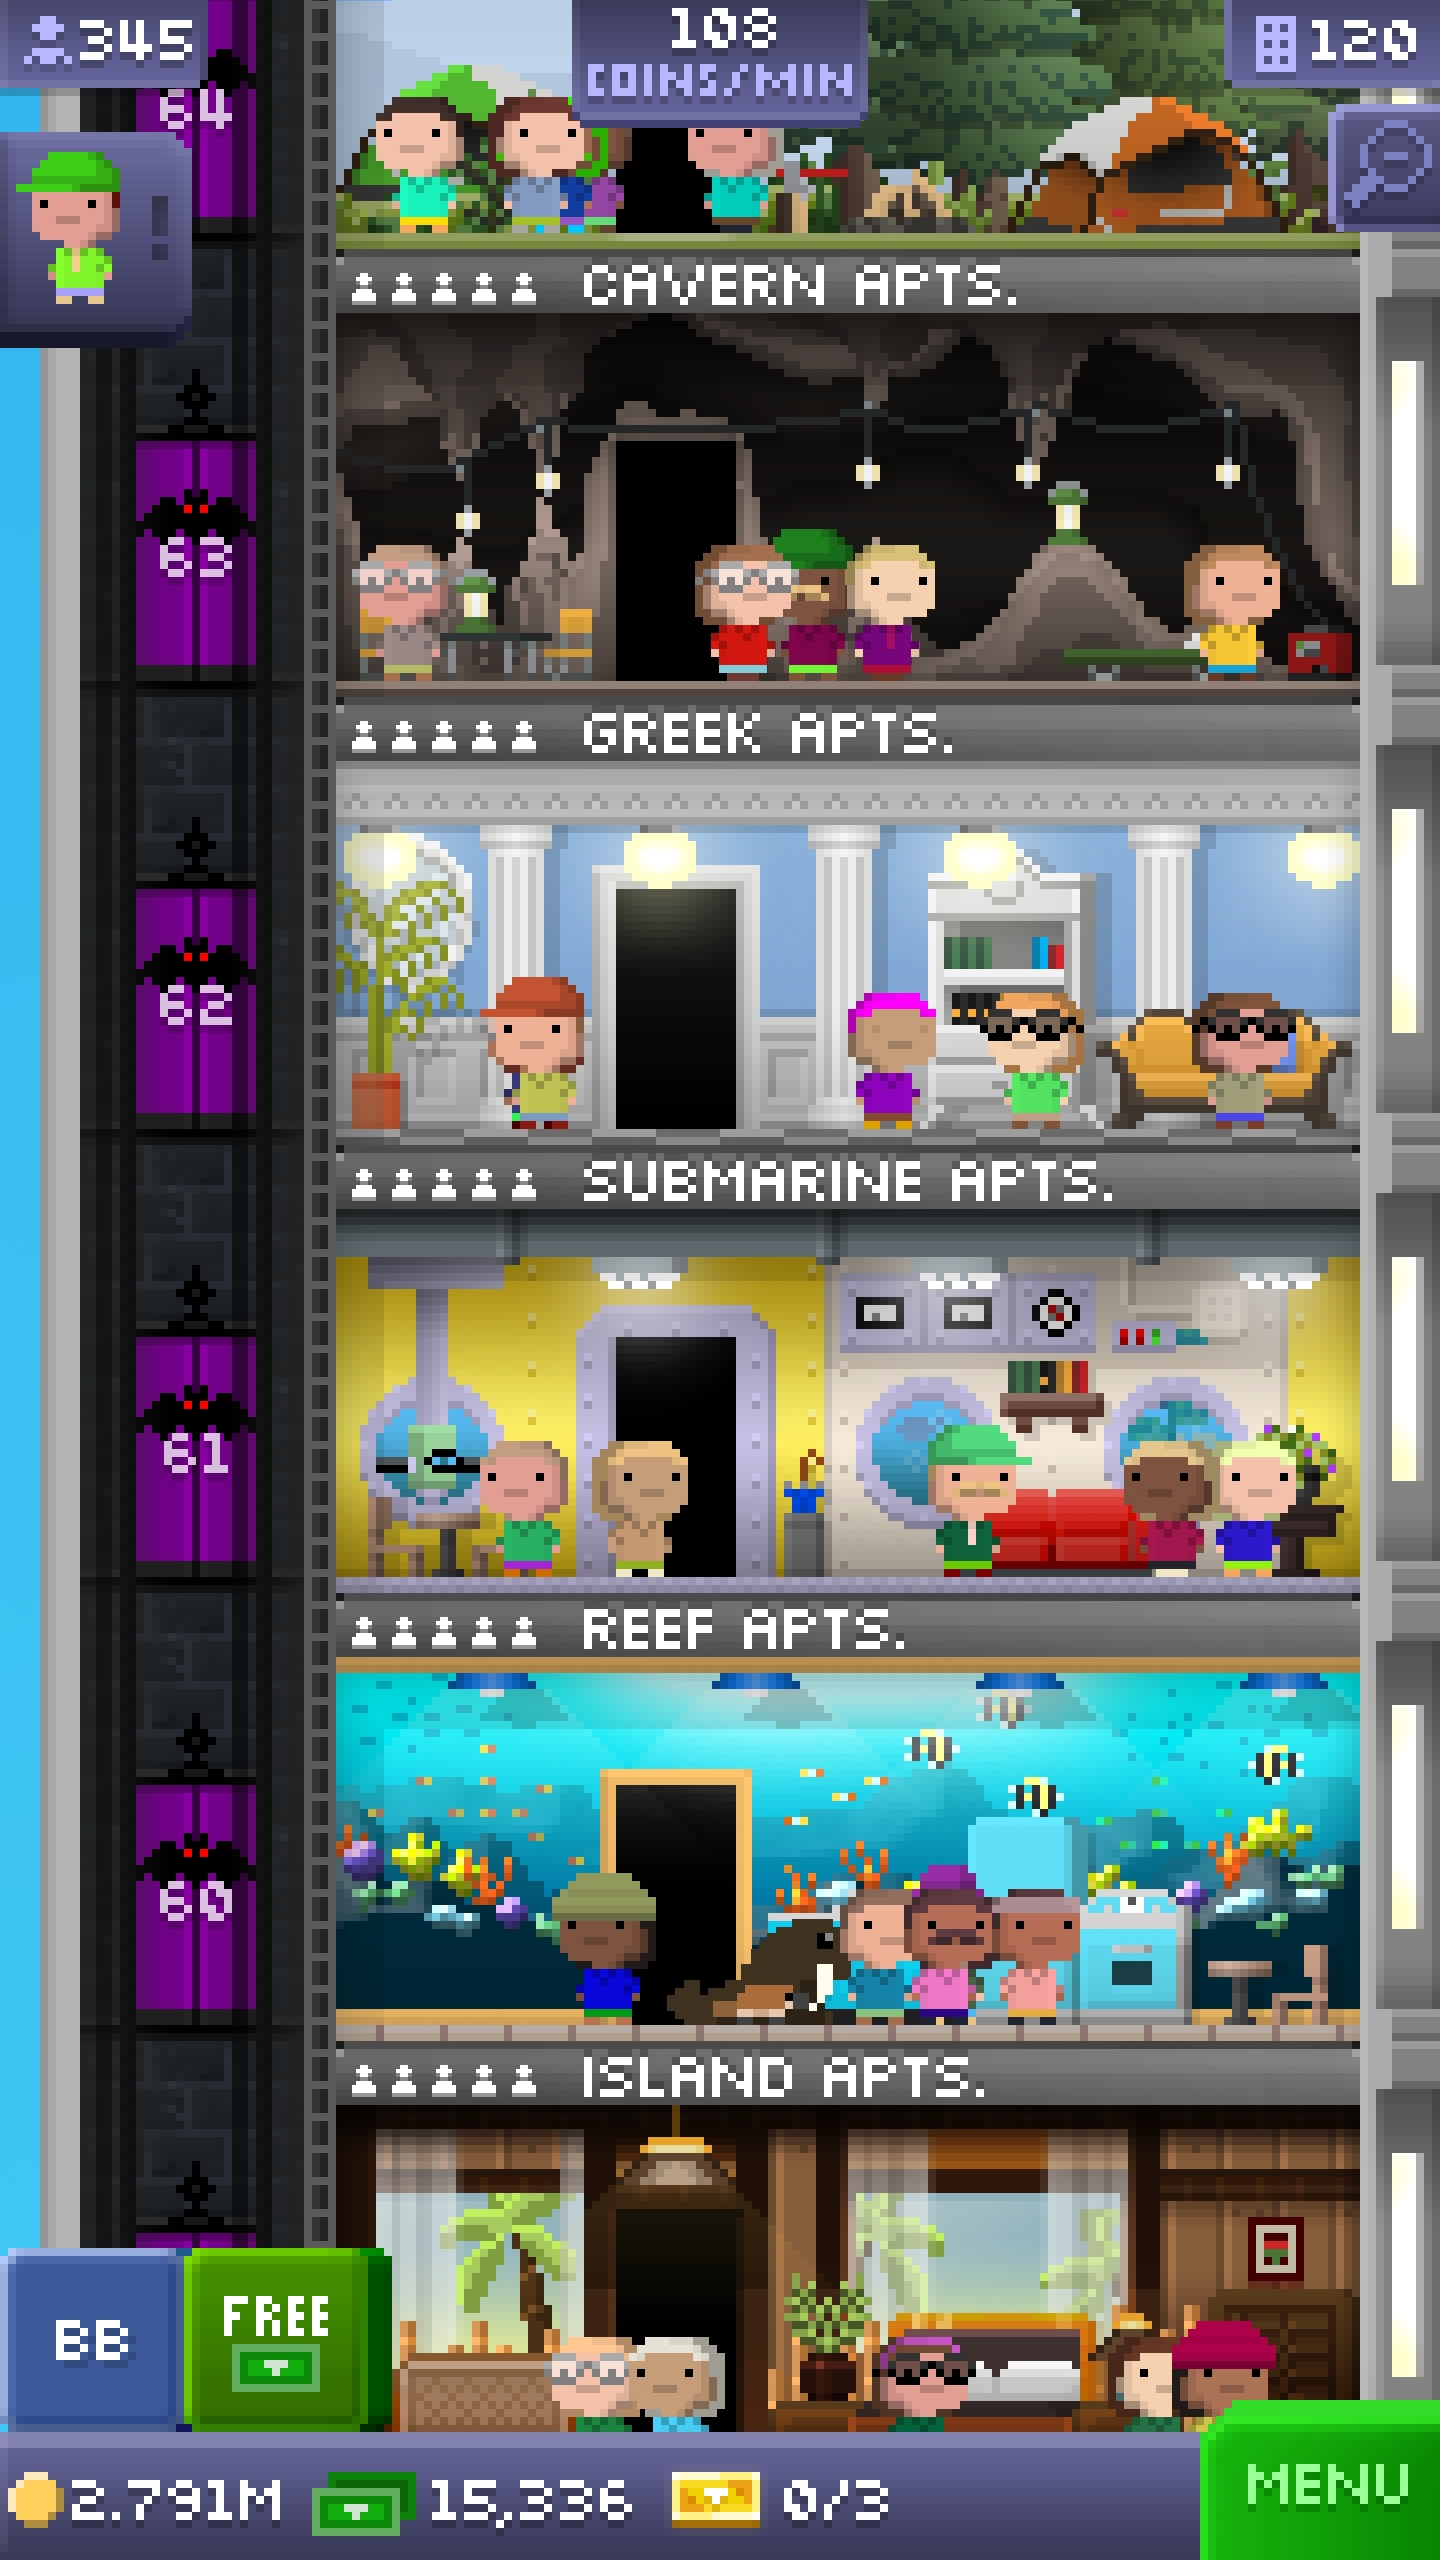 345
108
COINS/MIN
120
64
CAVERN APTS.
63
GREEK APTS.
62
SUBMARINE APTS.
61
REEF APTS.
60
ISLAND APTS.
BB
FREE
2.791M
15,336
0/3
MENU